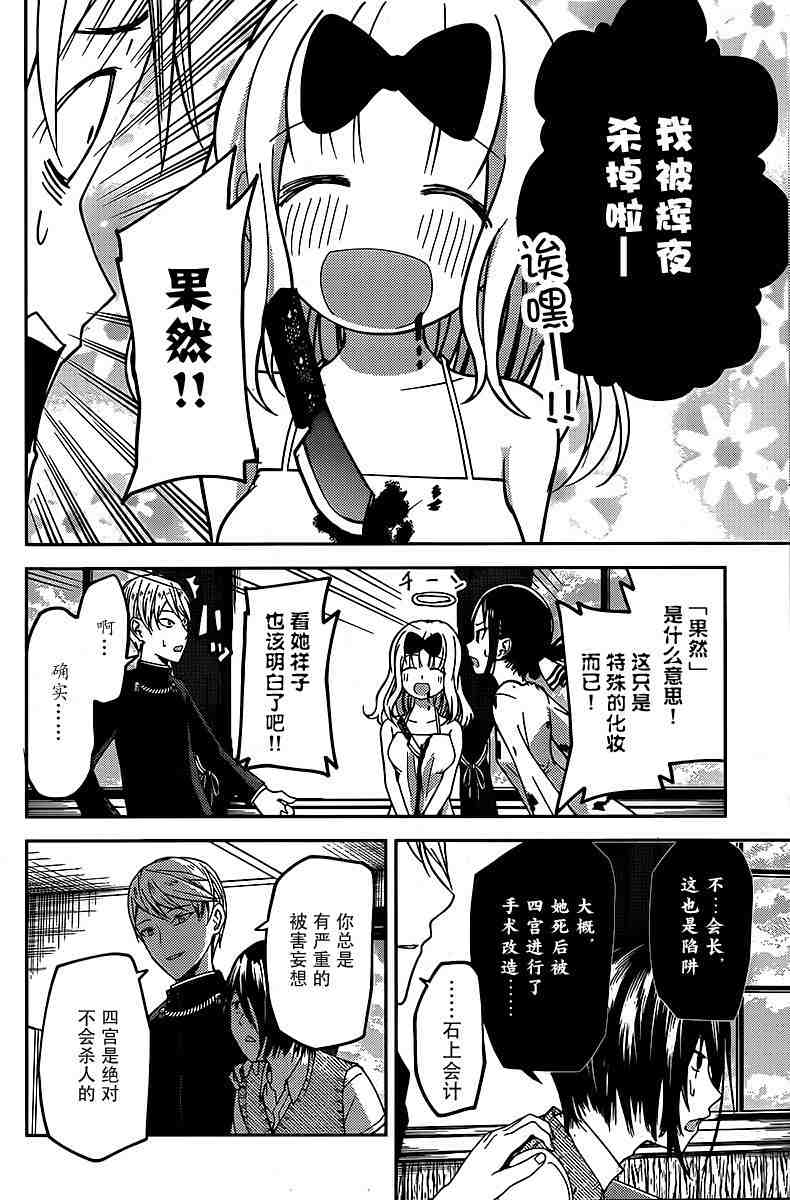 我被辉夜
杀掉啦——
诶嘿——!!
果然!!
「果然」
是什么意思!
这只是
特殊的化妆
而已!
看她样子
也该明白了吧!!
啊…
确实……
不…会长,
这也是陷阱
大概,
她死后被
四宫进行了
手术改造……
……石上会计
你总是
有严重的
被害妄想
四宫是绝对
不会杀人的